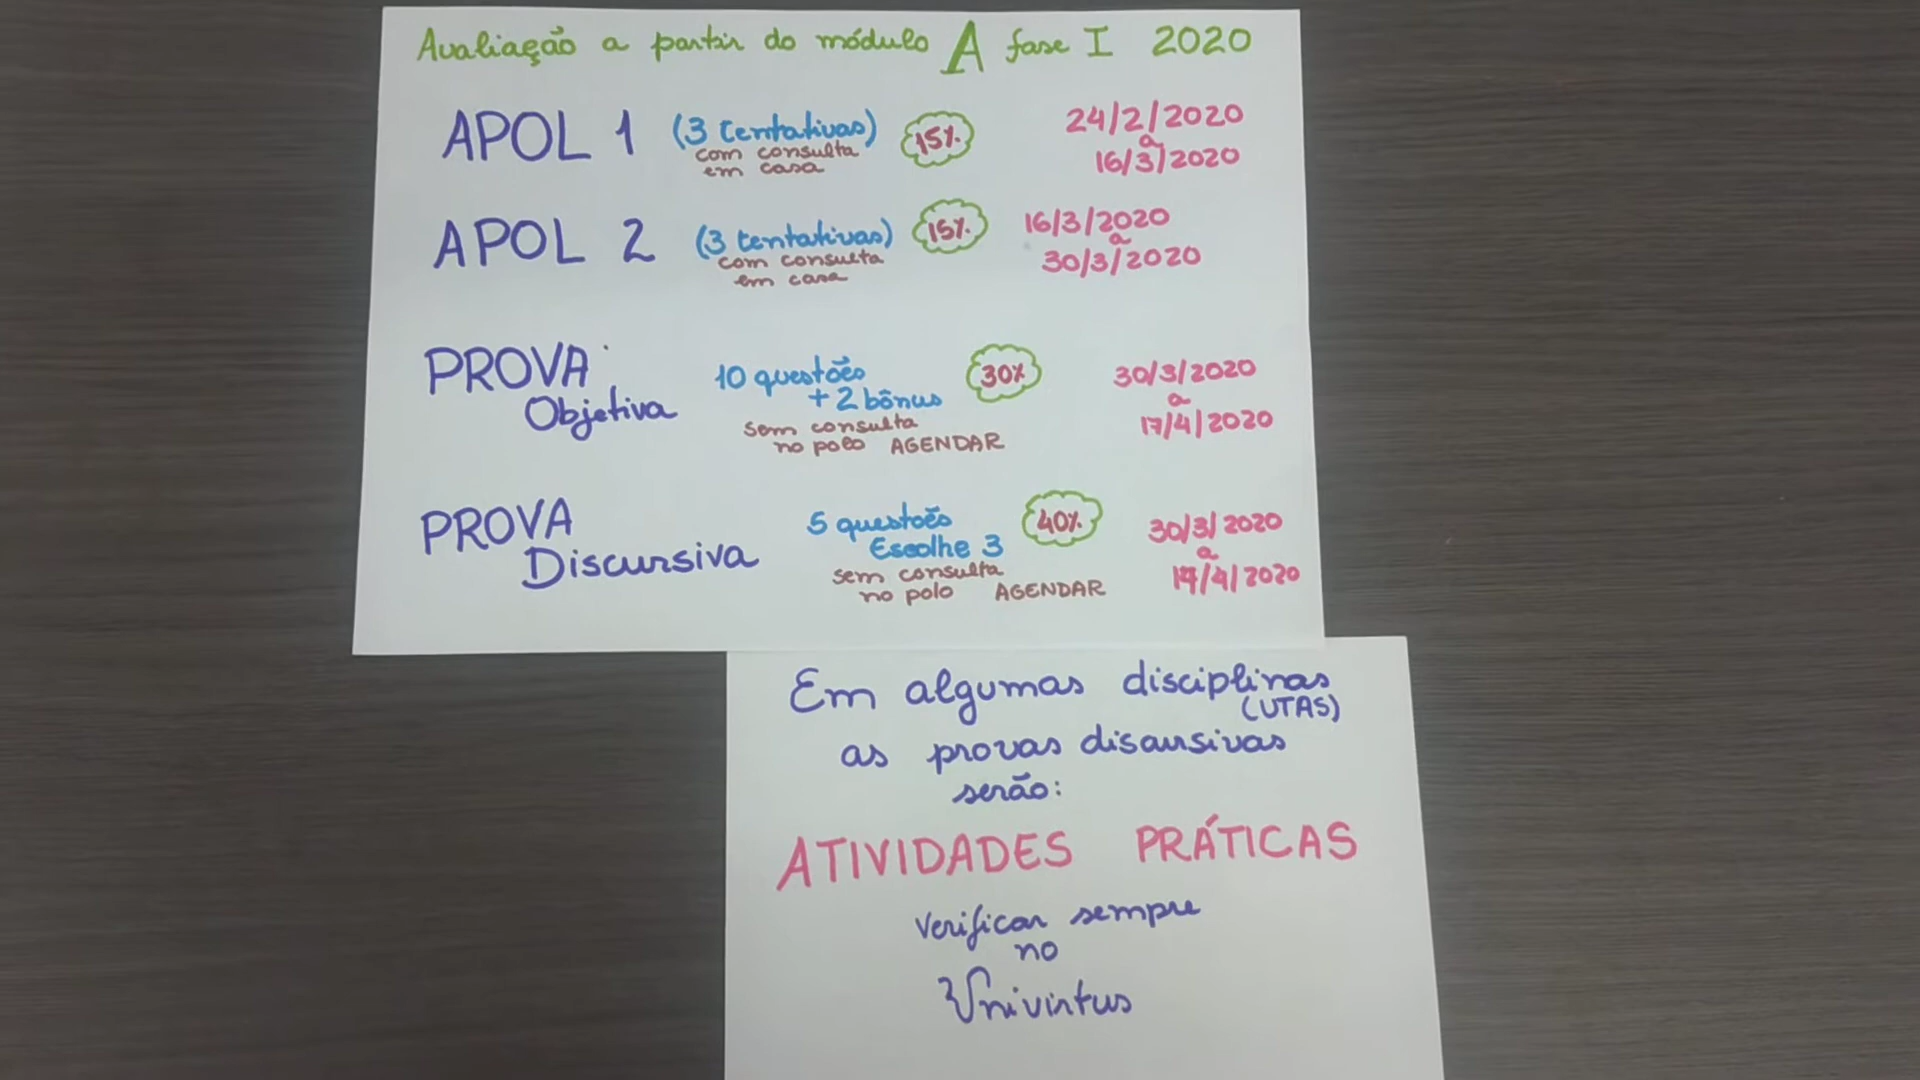 Avaliação a partir do módulo A fase I 2020
APOL 1 (3 tentativas) 15% 24/2/2020
com consulta a
em casa 16/3/2020
APOL 2 (3 tentativas) 15% 16/3/2020
com consulta a
em casa 30/3/2020
PROVA 10 questões 30% 30/3/2020
Objetiva + 2 bônus a
sem consulta 17/4/2020
no polo AGENDAR
PROVA 5 questões 40% 30/3/2020
Discursiva Escolhe 3 a
sem consulta 17/4/2020
no polo AGENDAR
Em algumas disciplinas
(UTAS)
as provas discursivas
serão:
ATIVIDADES PRÁTICAS
Verificar sempre
no
Univirtus